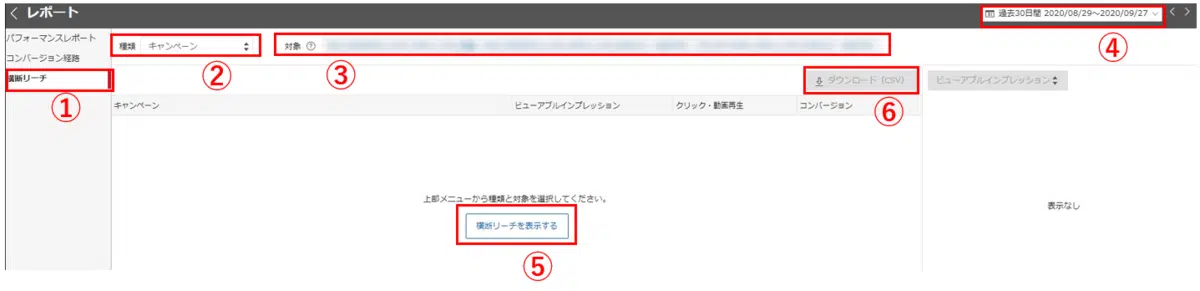 レポート
過去30日間 2020/08/29～2020/09/27
④
パフォーマンスレポート
コンバージョン経路
横断リーチ
①
種類 キャンペーン
②
対象
③
ダウンロード（CSV）
⑥
ビューアブルインプレッション
キャンペーン ビューアブルインプレッション クリック・動画再生 コンバージョン
上部メニューから種類と対象を選択してください。
横断リーチを表示する
⑤
表示なし